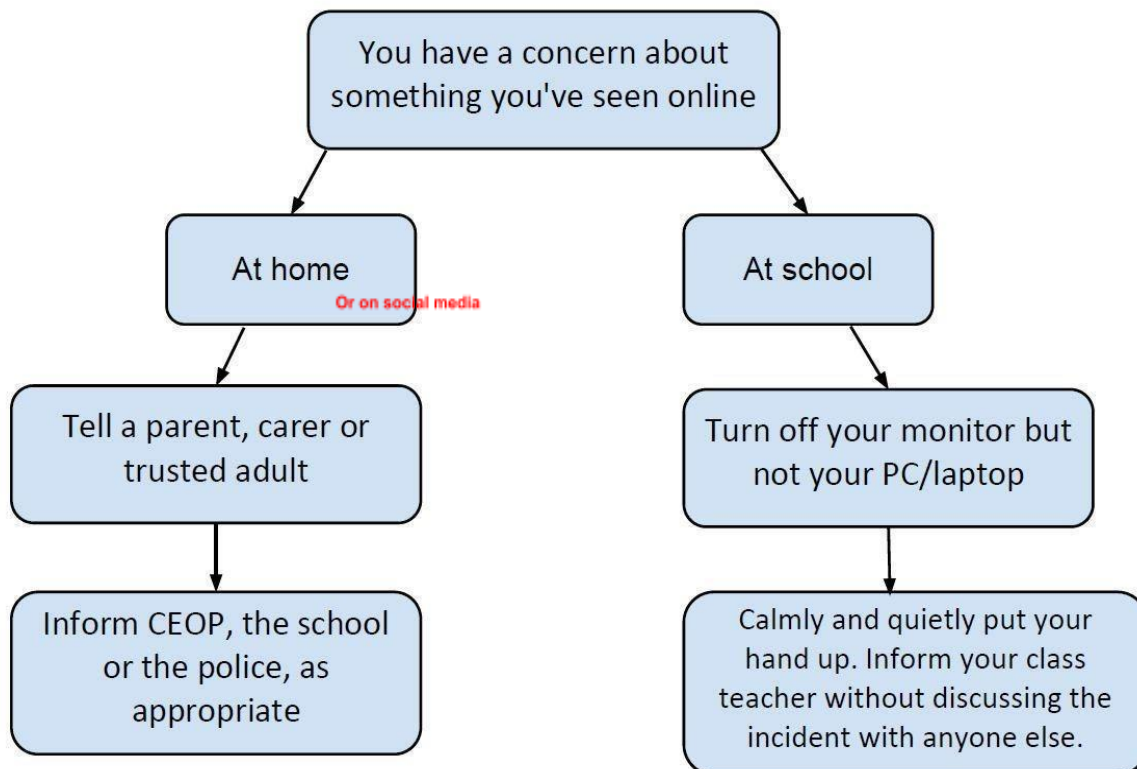 You have a concern about
something you've seen online
At home
Or on social media
At school
Tell a parent, carer or
trusted adult
Turn off your monitor but
not your PC/laptop
Inform CEOP, the school
or the police, as
appropriate
Calmly and quietly put your
hand up. Inform your class
teacher without discussing the
incident with anyone else.